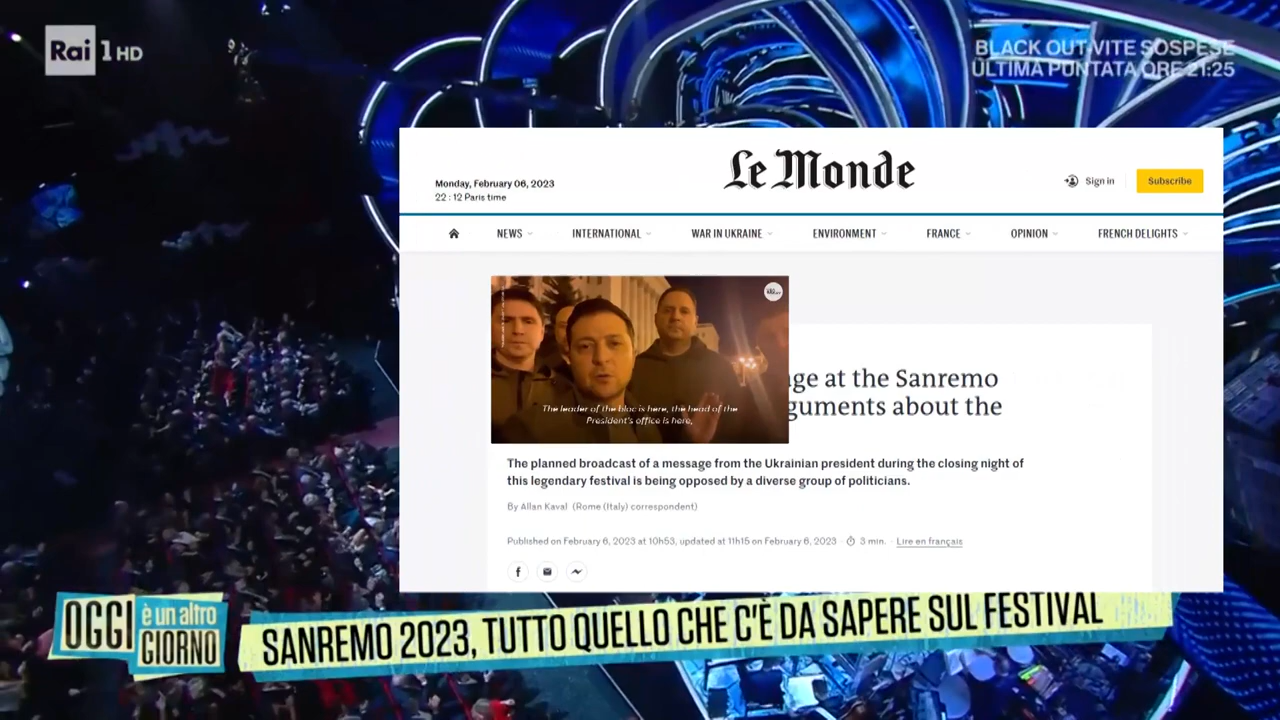 Rai 1 HD
BLACK OUT-VITE SOSPESE
ULTIMA PUNTATA ORE 21:25
Le Monde
Monday, February 06, 2023
22 : 12 Paris time
Sign in
Subscribe
NEWS
INTERNATIONAL
WAR IN UKRAINE
ENVIRONMENT
FRANCE
OPINION
FRENCH DELIGHTS
The leader of the bloc is here, the head of the
President's office is here,
ge at the Sanremo
guments about the
The planned broadcast of a message from the Ukrainian president during the closing night of
this legendary festival is being opposed by a diverse group of politicians.
By Allan Kaval (Rome (Italy) correspondent)
Published on February 6, 2023 at 10h53, updated at 11h15 on February 6, 2023 · 3 min. · Lire en français
OGGI
è un altro
GIORNO
SANREMO 2023, TUTTO QUELLO CHE C'È DA SAPERE SUL FESTIVAL